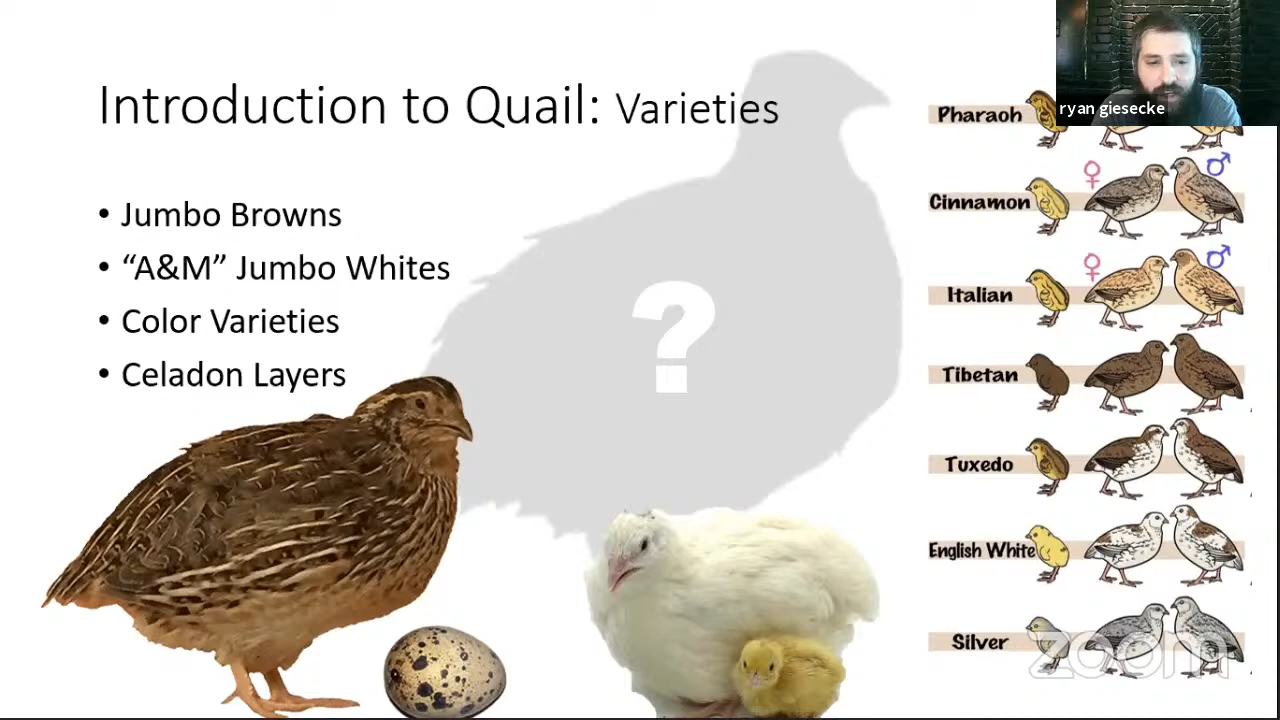 Introduction to Quail: Varieties
• Jumbo Browns
• “A&M” Jumbo Whites
• Color Varieties
• Celadon Layers
?
ryan giesecke
Pharaoh
Cinnamon
♀ ♂
Italian
♀ ♂
Tibetan
Tuxedo
English White
Silver
zoom